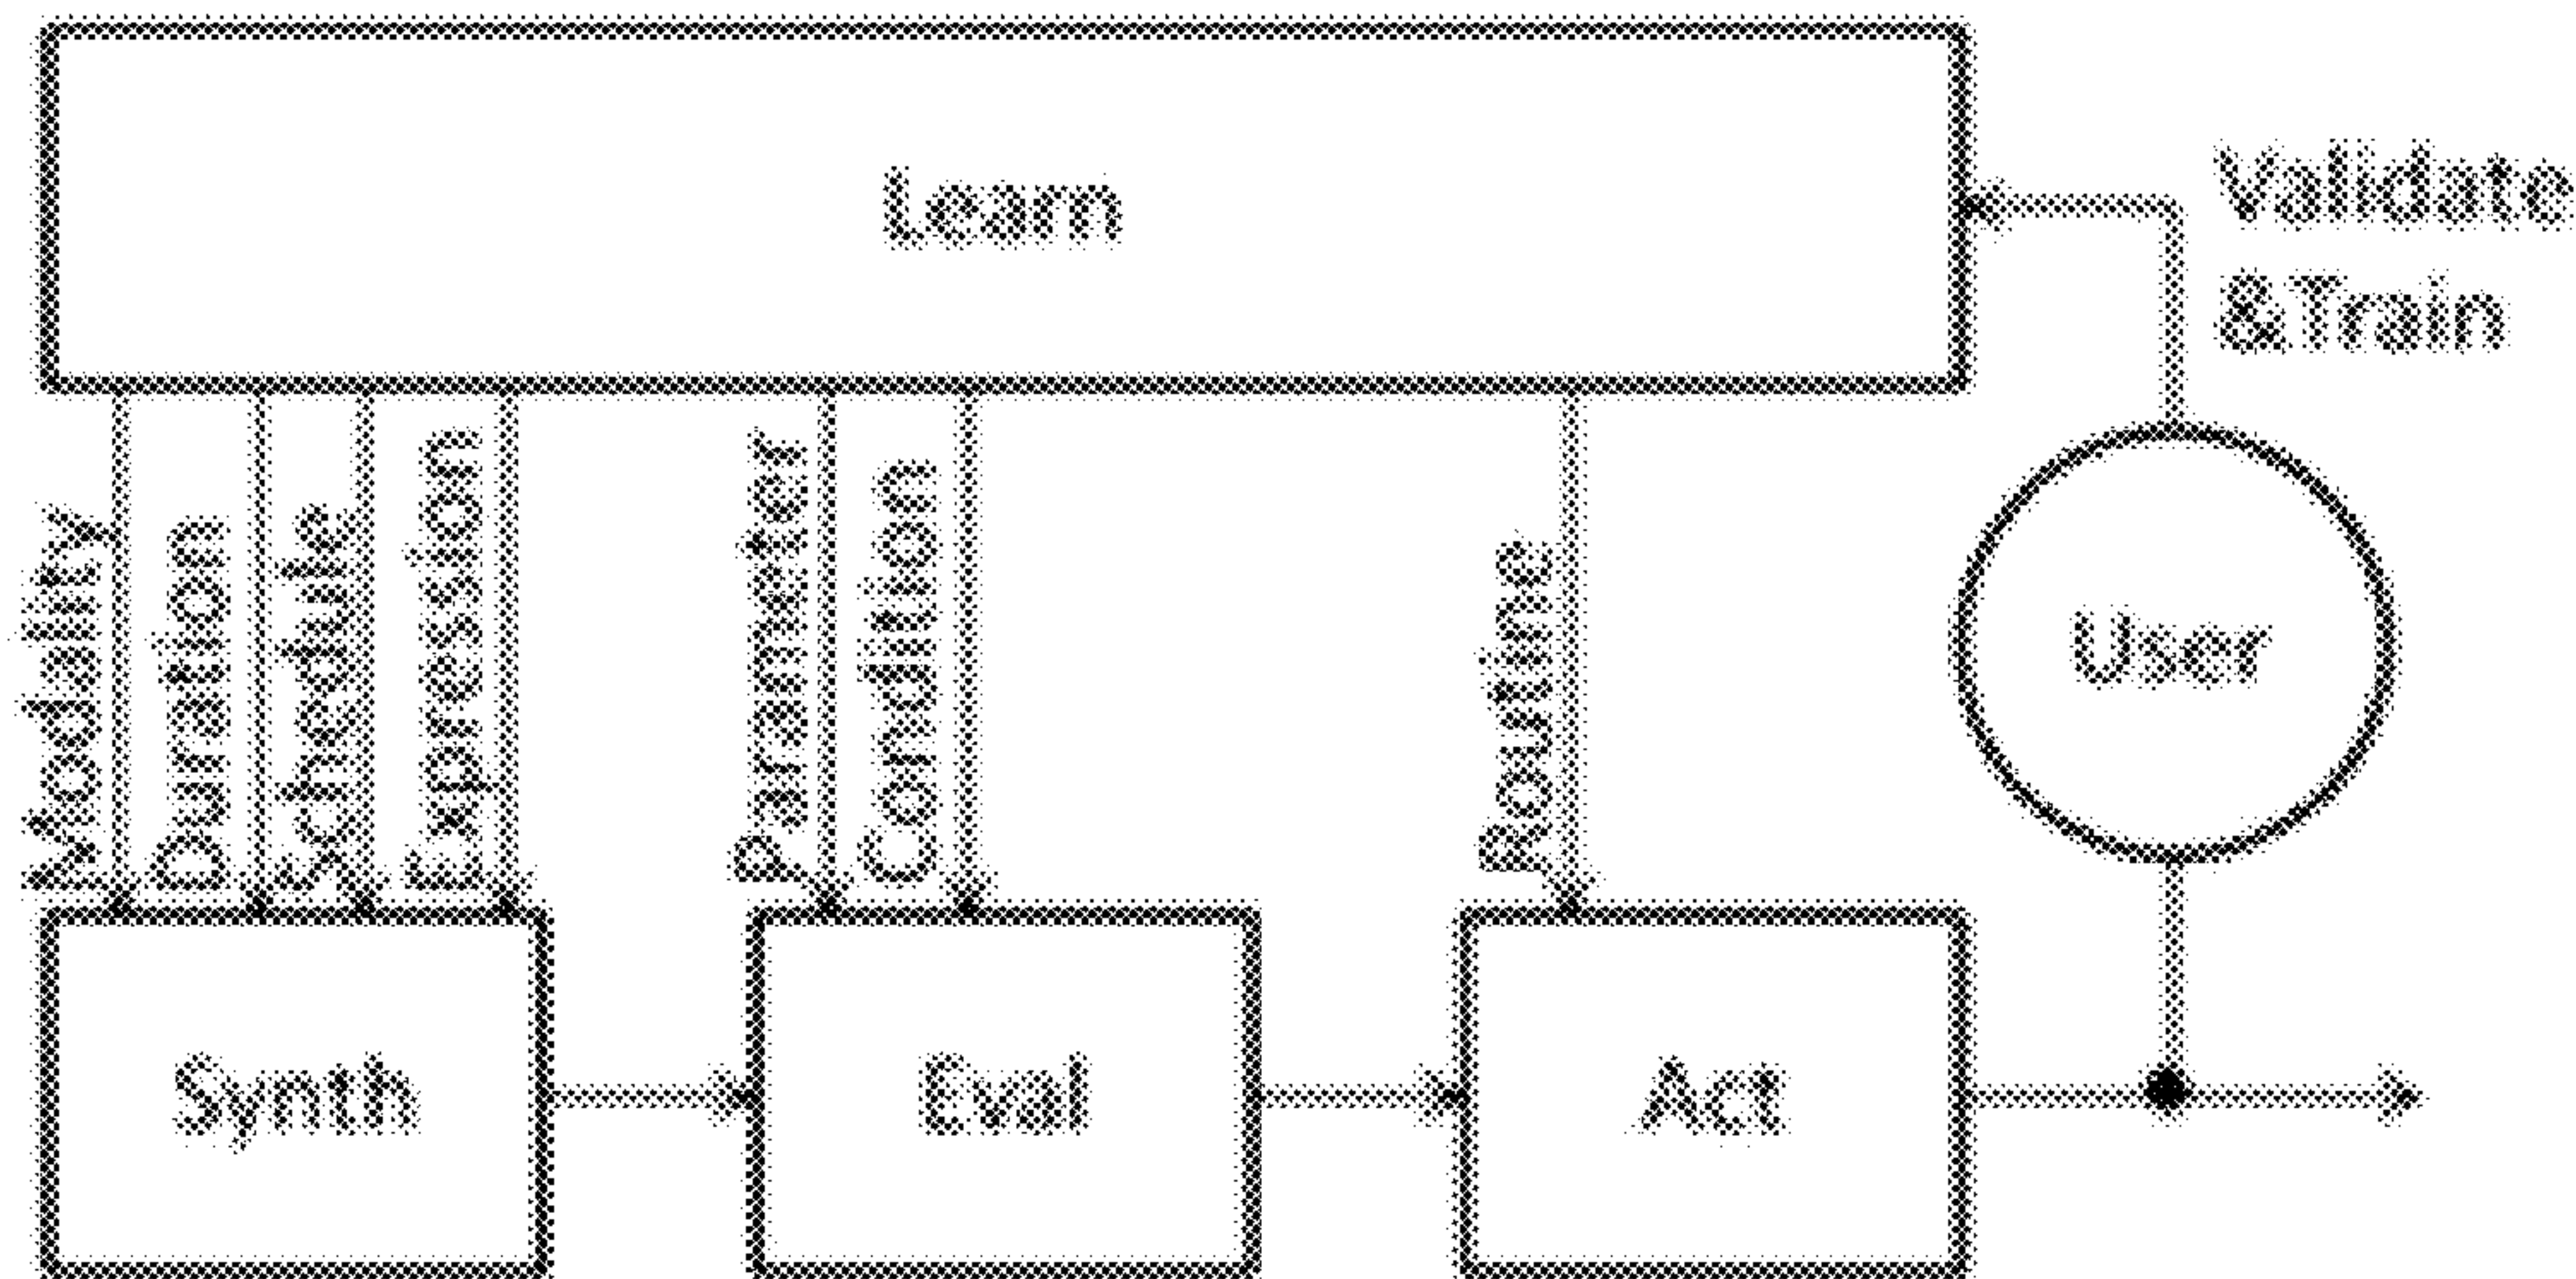 Learn
Validate
&Train
Modality
Duration
Schedule
Expression
Parameter
Condition
Routine
User
Synth
Eval
Act